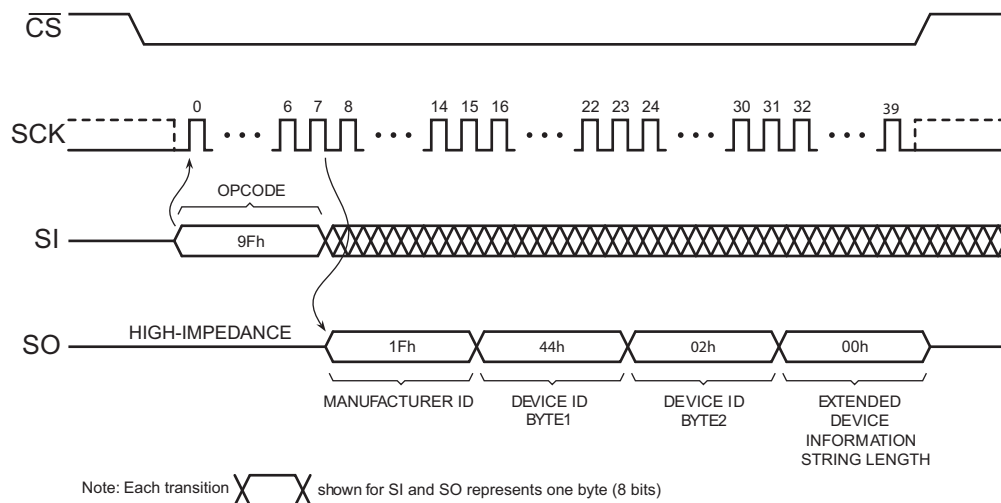 CS
0 6 7 8 14 15 16 22 23 24 30 31 32 39
SCK
OPCODE
SI 9Fh
HIGH-IMPEDANCE
SO 1Fh 44h 02h 00h
MANUFACTURER ID DEVICE ID DEVICE ID EXTENDED
BYTE1 BYTE2 DEVICE
INFORMATION
STRING LENGTH
Note: Each transition shown for SI and SO represents one byte (8 bits)